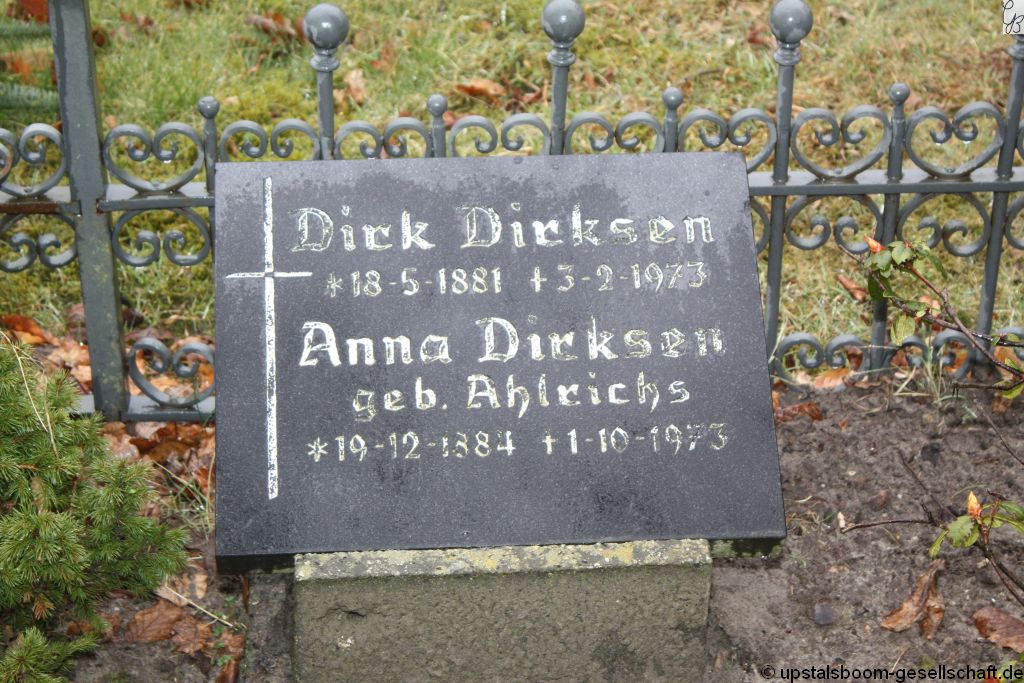 Dirk Dirksen
*18-5-1881 +3-2-1973
Anna Dirksen
geb. Ahlrichs
*19-12-1884 +1-10-1973
© upstalsboom-gesellschaft.de